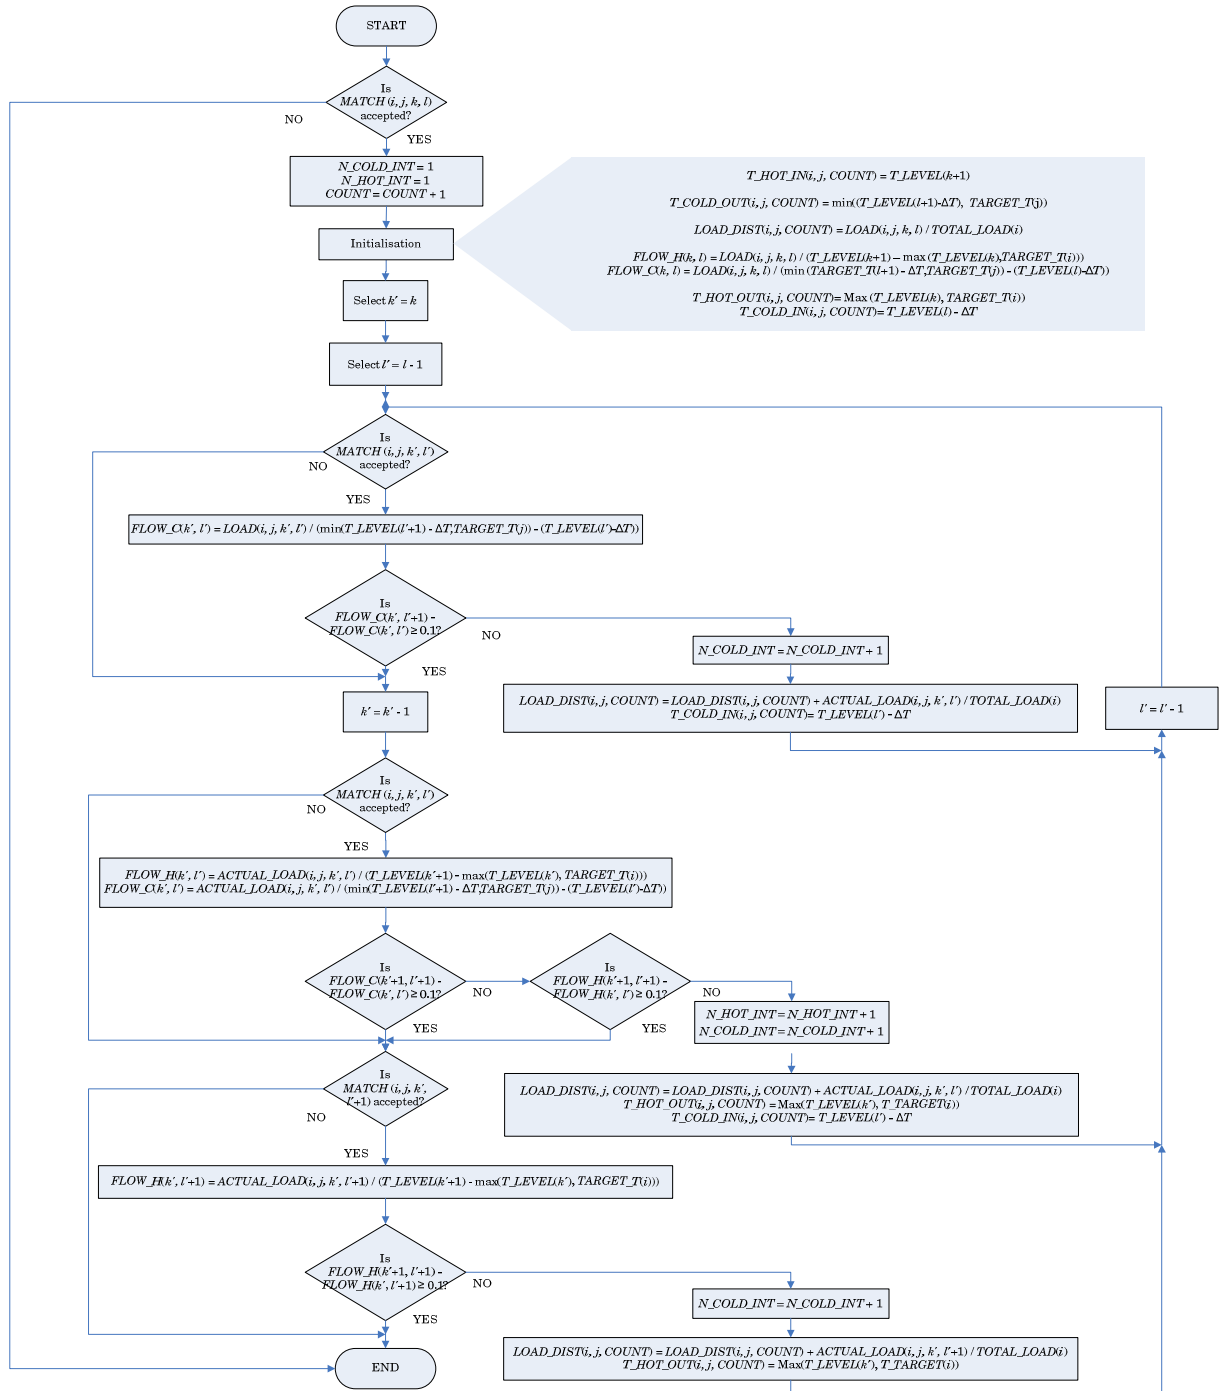 START
Is
MATCH (i, j, k, l)
accepted?
NO
YES
N_COLD_INT = 1
N_HOT_INT = 1
COUNT = COUNT + 1
Initialisation
T_HOT_IN(i, j, COUNT) = T_LEVEL(k+1)
T_COLD_OUT(i, j, COUNT) = min((T_LEVEL(l+1)-ΔT), TARGET_T(j))
LOAD_DIST(i, j, COUNT) = LOAD(i, j, k, l) / TOTAL_LOAD(i)
FLOW_H(k, l) = LOAD(i, j, k, l) / (T_LEVEL(k+1) – max (T_LEVEL(k),TARGET_T(i)))
FLOW_C(k, l) = LOAD(i, j, k, l) / (min (TARGET_T(l+1) - ΔT,TARGET_T(j)) - (T_LEVEL(l)-ΔT))
T_HOT_OUT(i, j, COUNT)= Max (T_LEVEL(k), TARGET_T(i))
T_COLD_IN(i, j, COUNT)= T_LEVEL(l) - ΔT
Select k′ = k
Select l′ = l - 1
Is
MATCH (i, j, k′, l′)
accepted?
NO
YES
FLOW_C(k′, l′) = LOAD(i, j, k′, l′) / (min(T_LEVEL(l′+1) - ΔT,TARGET_T(j)) - (T_LEVEL(l′)-ΔT))
Is
FLOW_C(k′, l′+1) -
FLOW_C(k′, l′) ≥ 0.1?
NO
YES
N_COLD_INT = N_COLD_INT + 1
LOAD_DIST(i, j, COUNT) = LOAD_DIST(i, j, COUNT) + ACTUAL_LOAD(i, j, k′, l′) / TOTAL_LOAD(i)
T_COLD_IN(i, j, COUNT)= T_LEVEL(l′) - ΔT
l′ = l′ - 1
k′ = k′ - 1
Is
MATCH (i, j, k′, l′)
accepted?
NO
YES
FLOW_H(k′, l′) = ACTUAL_LOAD(i, j, k′, l′) / (T_LEVEL(k′+1) - max(T_LEVEL(k′), TARGET_T(i)))
FLOW_C(k′, l′) = ACTUAL_LOAD(i, j, k′, l′) / (min(T_LEVEL(l′+1) - ΔT,TARGET_T(j)) - (T_LEVEL(l′)-ΔT))
Is
FLOW_C(k′+1, l′+1) -
FLOW_C(k′, l′) ≥ 0.1?
NO
YES
Is
FLOW_H(k′+1, l′+1) -
FLOW_H(k′, l′) ≥ 0.1?
NO
YES
N_HOT_INT = N_HOT_INT + 1
N_COLD_INT = N_COLD_INT + 1
LOAD_DIST(i, j, COUNT) = LOAD_DIST(i, j, COUNT) + ACTUAL_LOAD(i, j, k′, l′) / TOTAL_LOAD(i)
T_HOT_OUT(i, j, COUNT) = Max(T_LEVEL(k′), T_TARGET(i))
T_COLD_IN(i, j, COUNT)= T_LEVEL(l′) - ΔT
Is
MATCH (i, j, k′,
l′+1) accepted?
NO
YES
FLOW_H(k′, l′+1) = ACTUAL_LOAD(i, j, k′, l′+1) / (T_LEVEL(k′+1) - max(T_LEVEL(k′), TARGET_T(i)))
Is
FLOW_H(k′+1, l′+1) -
FLOW_H(k′, l′+1) ≥ 0.1?
NO
YES
N_COLD_INT = N_COLD_INT + 1
LOAD_DIST(i, j, COUNT) = LOAD_DIST(i, j, COUNT) + ACTUAL_LOAD(i, j, k′, l′+1) / TOTAL_LOAD(i)
T_HOT_OUT(i, j, COUNT) = Max(T_LEVEL(k′), T_TARGET(i))
END